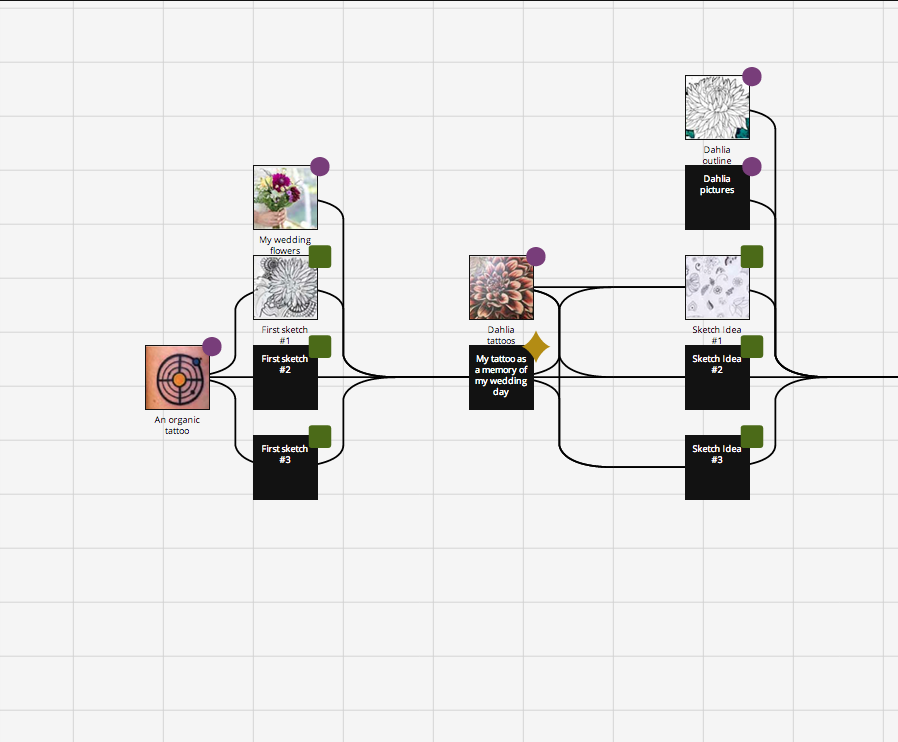 Dahlia
outline
Dahlia
pictures
My wedding
flowers
First sketch
#1
Dahlia
tattoos
Sketch Idea
#1
First sketch
#2
My tattoo as
a memory of
my wedding
day
Sketch Idea
#2
An organic
tattoo
First sketch
#3
Sketch Idea
#3